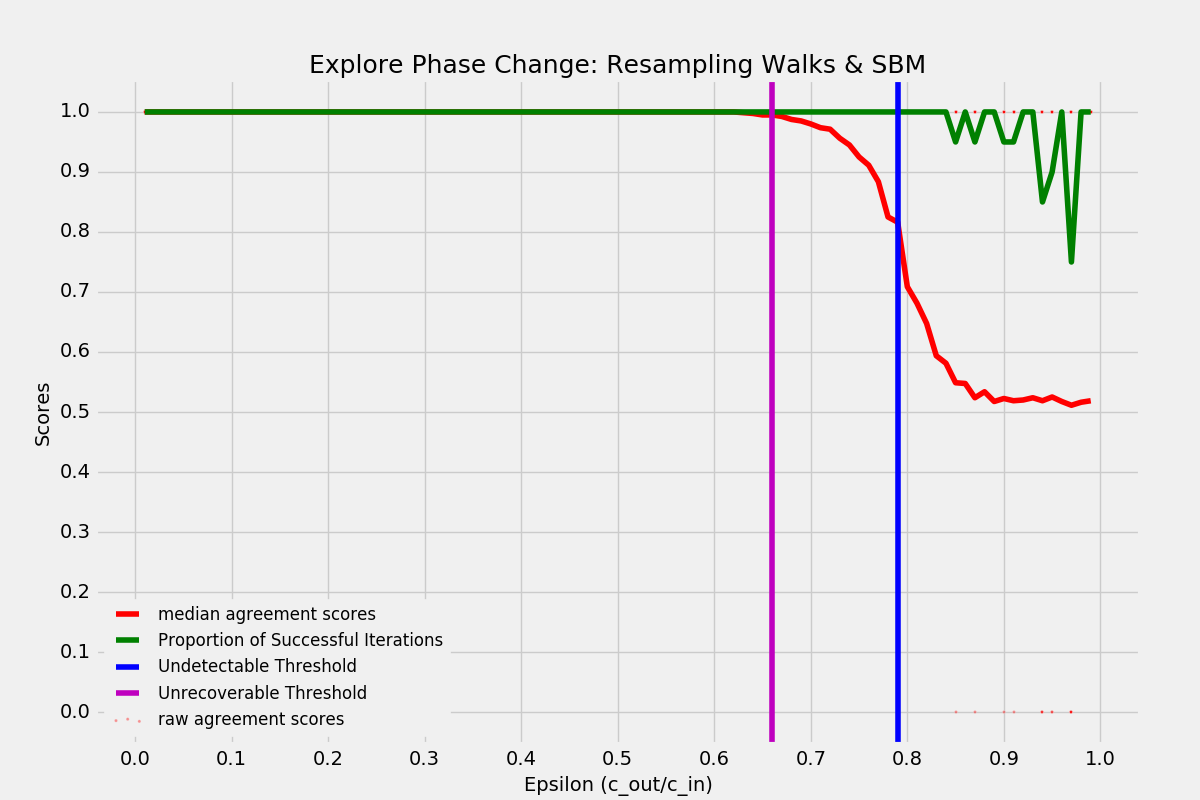 Explore Phase Change: Resampling Walks & SBM
1.0
0.9
0.8
0.7
0.6
0.5
0.4
0.3
0.2
0.1
0.0
Scores
median agreement scores
Proportion of Successful Iterations
Undetectable Threshold
Unrecoverable Threshold
raw agreement scores
0.0 0.1 0.2 0.3 0.4 0.5 0.6 0.7 0.8 0.9 1.0
Epsilon (c_out/c_in)